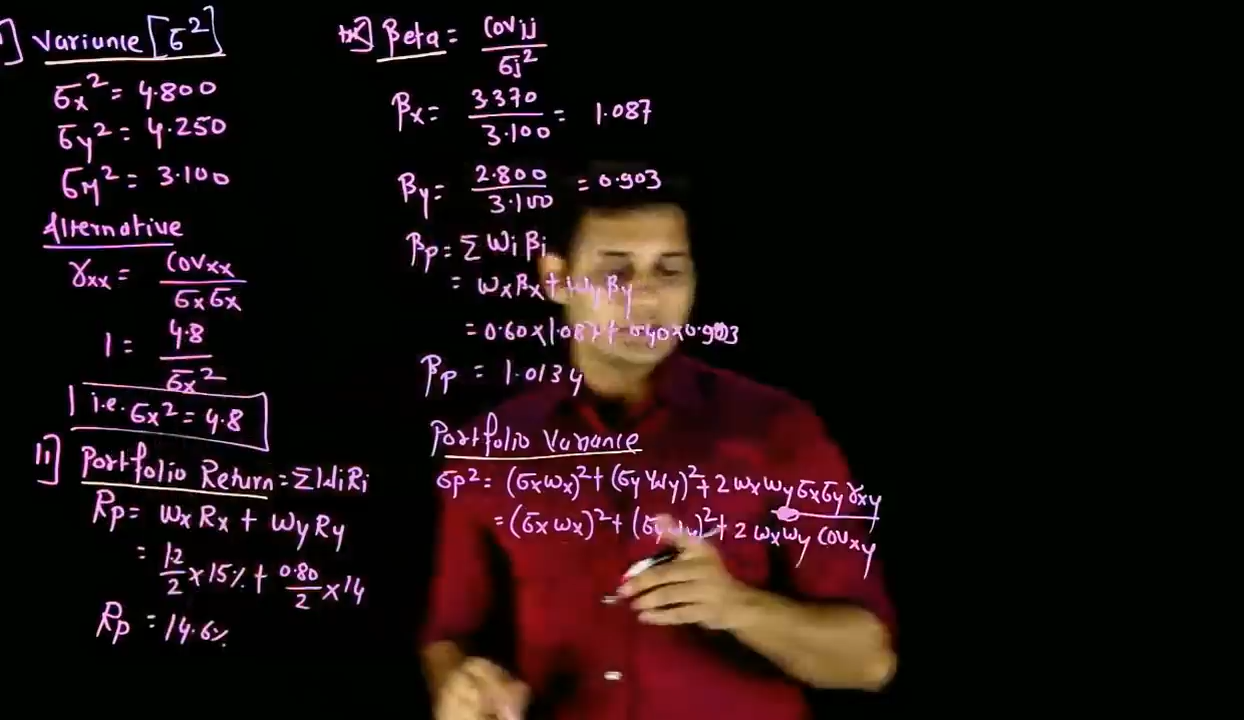 ] Variance [σ²]
σx² = 4.800
σy² = 4.250
σM² = 3.100
Alternative
γxx = COVxx / σxσx
1 = 4.8 / σx²
i.e. σx² = 4.8
11] Portfolio Return = ΣWiRi
Rp = WxRx + WyRy
= 1.2/2 × 15% + 0.80/2 × 14
Rp = 14.6%
Beta = COVij / σj²
βx = 3.370 / 3.100 = 1.087
βy = 2.800 / 3.100 = 0.903
βp = Σ Wi βi
= Wxβx + Wyβy
= 0.60×1.087 + 0.40×0.903
βp = 1.0134
Portfolio Variance
σp² = (σxWx)² + (σyWy)² + 2WxWyσxσyγxy
= (σxWx)² + (σyWy)² + 2WxWy COVxy